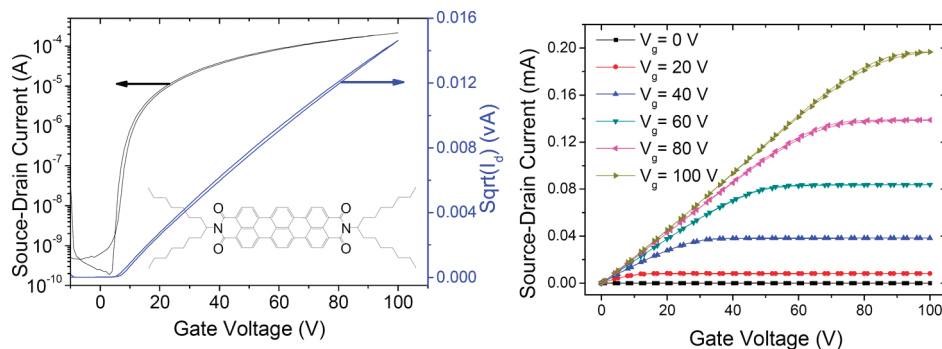 Souce-Drain Current (A)
10⁻⁴
10⁻⁵
10⁻⁶
10⁻⁷
10⁻⁸
10⁻⁹
10⁻¹⁰
0 20 40 60 80 100
Gate Voltage (V)
0.016
0.012
0.008
0.004
0.000
Sqrt(I_d) (vA)
O O
N N
O O
Source-Drain Current (mA)
0.20
0.16
0.12
0.08
0.04
0.00
V_g= 0 V
V_g= 20 V
V_g= 40 V
V_g= 60 V
V_g= 80 V
V_g= 100 V
0 20 40 60 80 100
Gate Voltage (V)